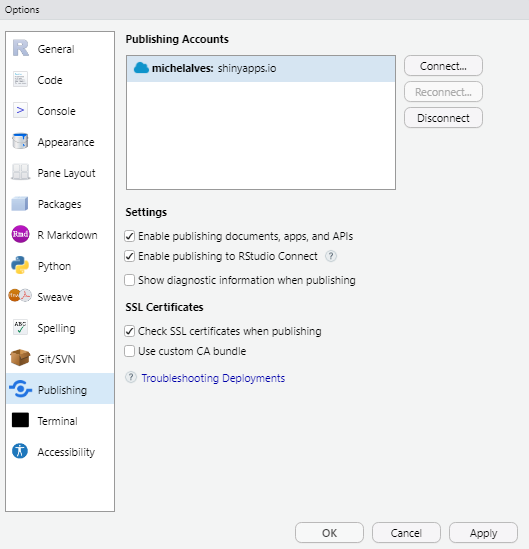 Options
General
Code
Console
Appearance
Pane Layout
Packages
Rmd R Markdown
Python
Sweave
ABC Spelling
Git/SVN
Publishing
Terminal
Accessibility
Publishing Accounts
michelalves: shinyapps.io
Connect...
Reconnect...
Disconnect
Settings
Enable publishing documents, apps, and APIs
Enable publishing to RStudio Connect ?
Show diagnostic information when publishing
SSL Certificates
Check SSL certificates when publishing
Use custom CA bundle
? Troubleshooting Deployments
OK Cancel Apply